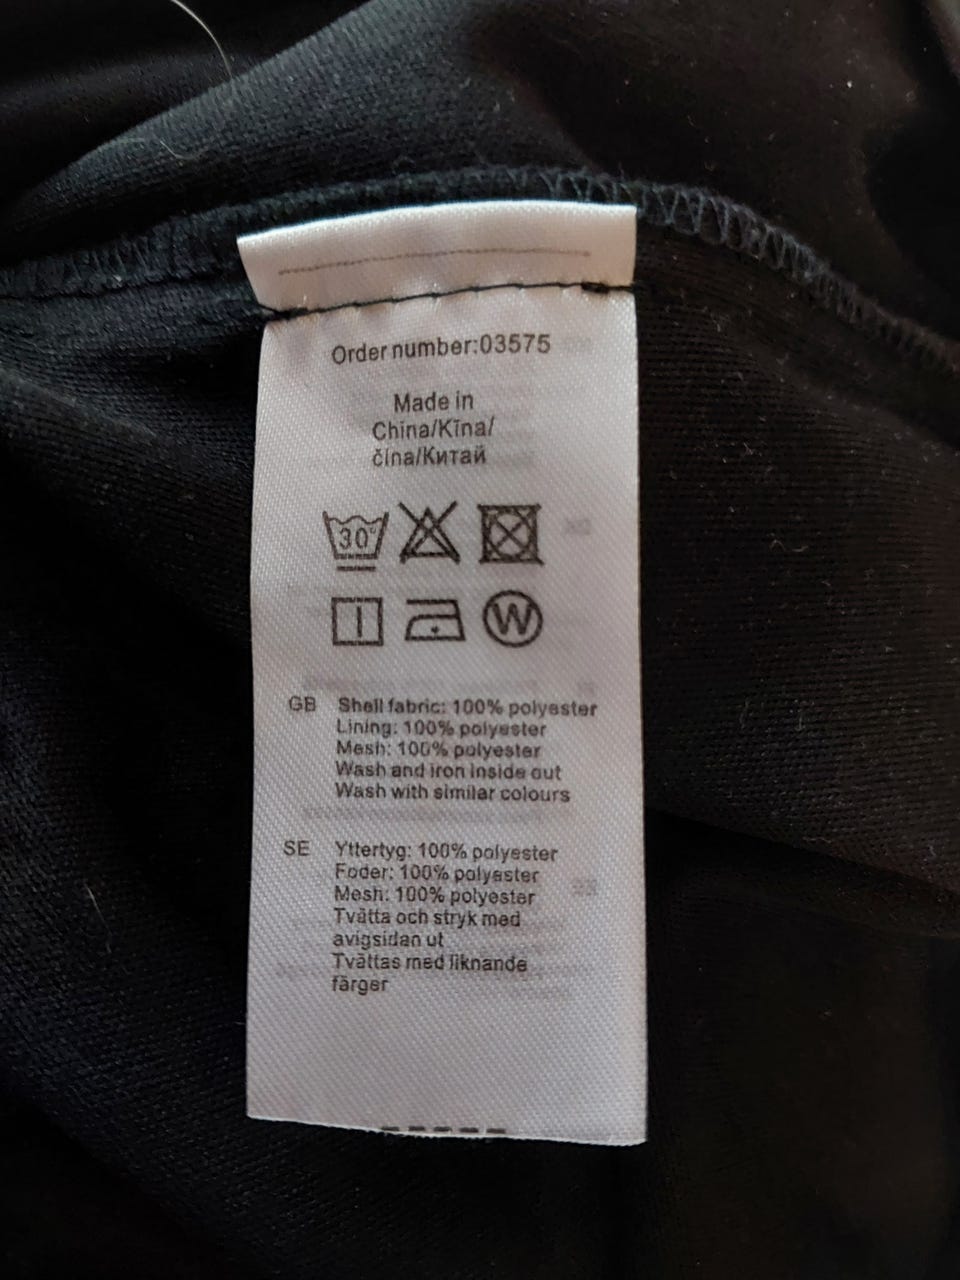 Order number:03575
Made in
China/Kīna/
čína/Китай
30°
W
GB Shell fabric: 100% polyester
Lining: 100% polyester
Mesh: 100% polyester
Wash and iron inside out
Wash with similar colours
SE Yttertyg: 100% polyester
Foder: 100% polyester
Mesh: 100% polyester
Tvätta och stryk med
avigsidan ut
Tvättas med liknande
färger